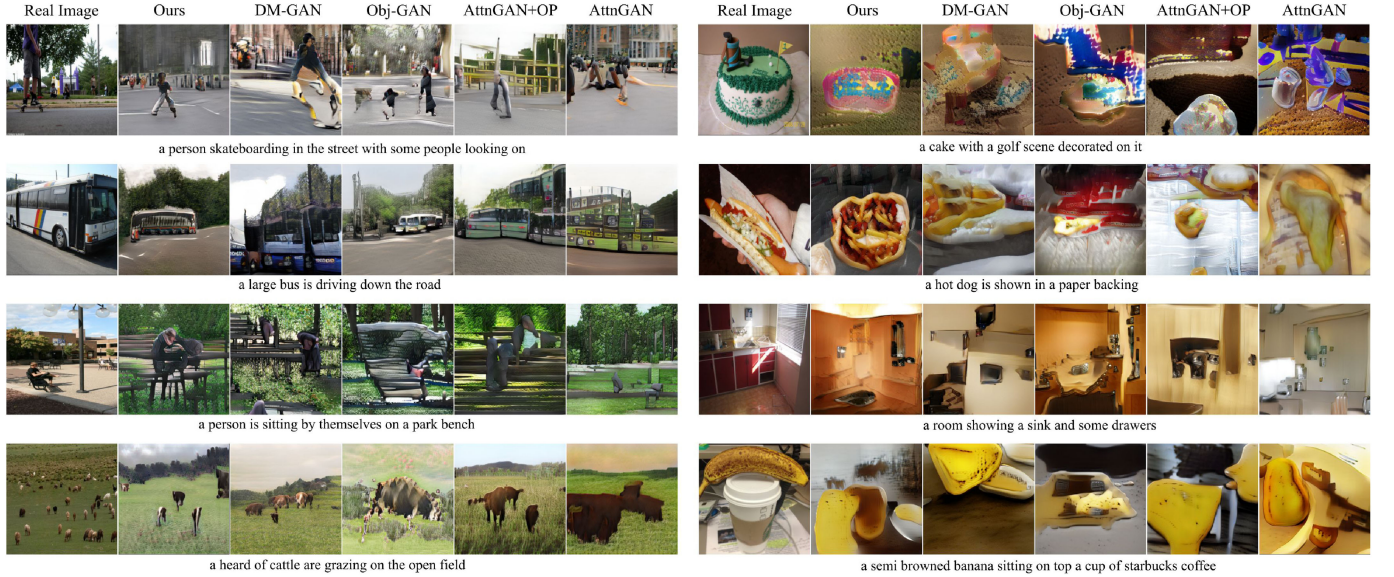 Real Image Ours DM-GAN Obj-GAN AttnGAN+OP AttnGAN
a person skateboarding in the street with some people looking on
a large bus is driving down the road
a person is sitting by themselves on a park bench
a heard of cattle are grazing on the open field
Real Image Ours DM-GAN Obj-GAN AttnGAN+OP AttnGAN
a cake with a golf scene decorated on it
a hot dog is shown in a paper backing
a room showing a sink and some drawers
a semi browned banana sitting on top a cup of starbucks coffee